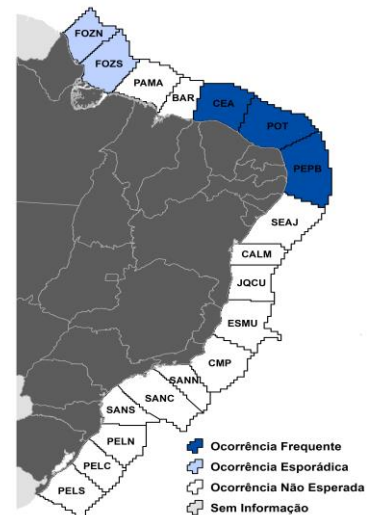 FOZN
FOZS
PAMA
BAR
CEA
POT
PEPB
SEAJ
CALM
JQCU
ESMU
CMP
SANN
SANC
SANS
PELN
PELC
PELS
Ocorrência Frequente
Ocorrência Esporádica
Ocorrência Não Esperada
Sem Informação